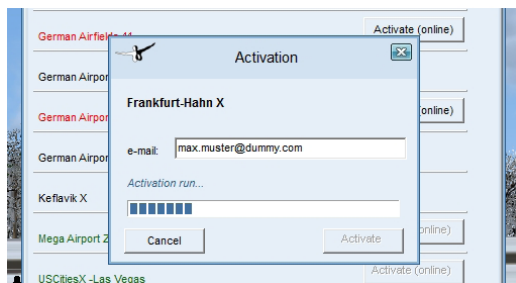 German Airfields 11
Activate (online)
Activation
German Airpor
Frankfurt-Hahn X
German Airpor
online)
e-mail:
max.muster@dummy.com
German Airpor
Activation run...
Keflavik X
Cancel
Activate
Mega Airport Z
online)
USCitiesX -Las Vegas
Activate (online)